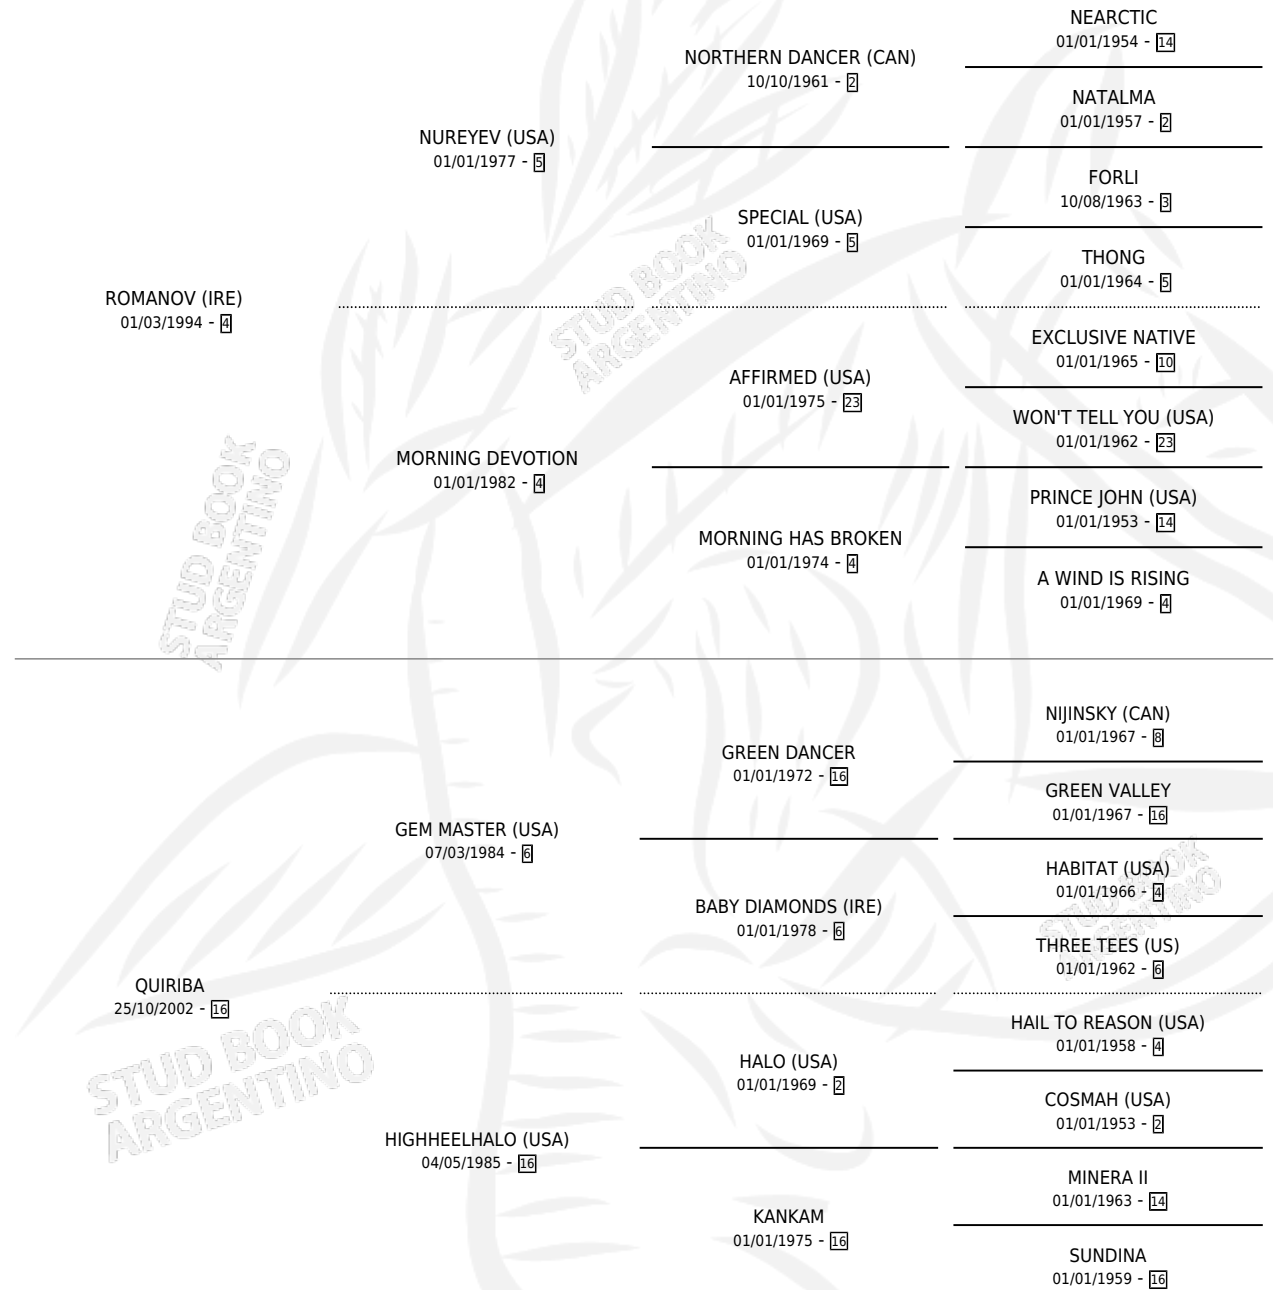 NEARCTIC
01/01/1954 - 14
NORTHERN DANCER (CAN)
10/10/1961 - 2
NATALMA
01/01/1957 - 2
NUREYEV (USA)
01/01/1977 - 5
FORLI
10/08/1963 - 3
SPECIAL (USA)
01/01/1969 - 5
THONG
01/01/1964 - 5
ROMANOV (IRE)
01/03/1994 - 4
STUD BOOK
ARGENTINO
EXCLUSIVE NATIVE
01/01/1965 - 10
AFFIRMED (USA)
01/01/1975 - 23
WON'T TELL YOU (USA)
01/01/1962 - 23
MORNING DEVOTION
01/01/1982 - 4
PRINCE JOHN (USA)
01/01/1953 - 14
MORNING HAS BROKEN
01/01/1974 - 4
A WIND IS RISING
01/01/1969 - 4
STUD BOOK
ARGENTINO
NIJINSKY (CAN)
01/01/1967 - 8
GREEN DANCER
01/01/1972 - 16
GREEN VALLEY
01/01/1967 - 16
GEM MASTER (USA)
07/03/1984 - 6
HABITAT (USA)
01/01/1966 - 4
BABY DIAMONDS (IRE)
01/01/1978 - 6
THREE TEES (US)
01/01/1962 - 6
STUD BOOK
ARGENTINO
QUIRIBA
25/10/2002 - 16
HAIL TO REASON (USA)
01/01/1958 - 4
HALO (USA)
01/01/1969 - 2
COSMAH (USA)
01/01/1953 - 2
STUD BOOK
ARGENTINO
HIGHHEELHALO (USA)
04/05/1985 - 16
MINERA II
01/01/1963 - 14
KANKAM
01/01/1975 - 16
SUNDINA
01/01/1959 - 16